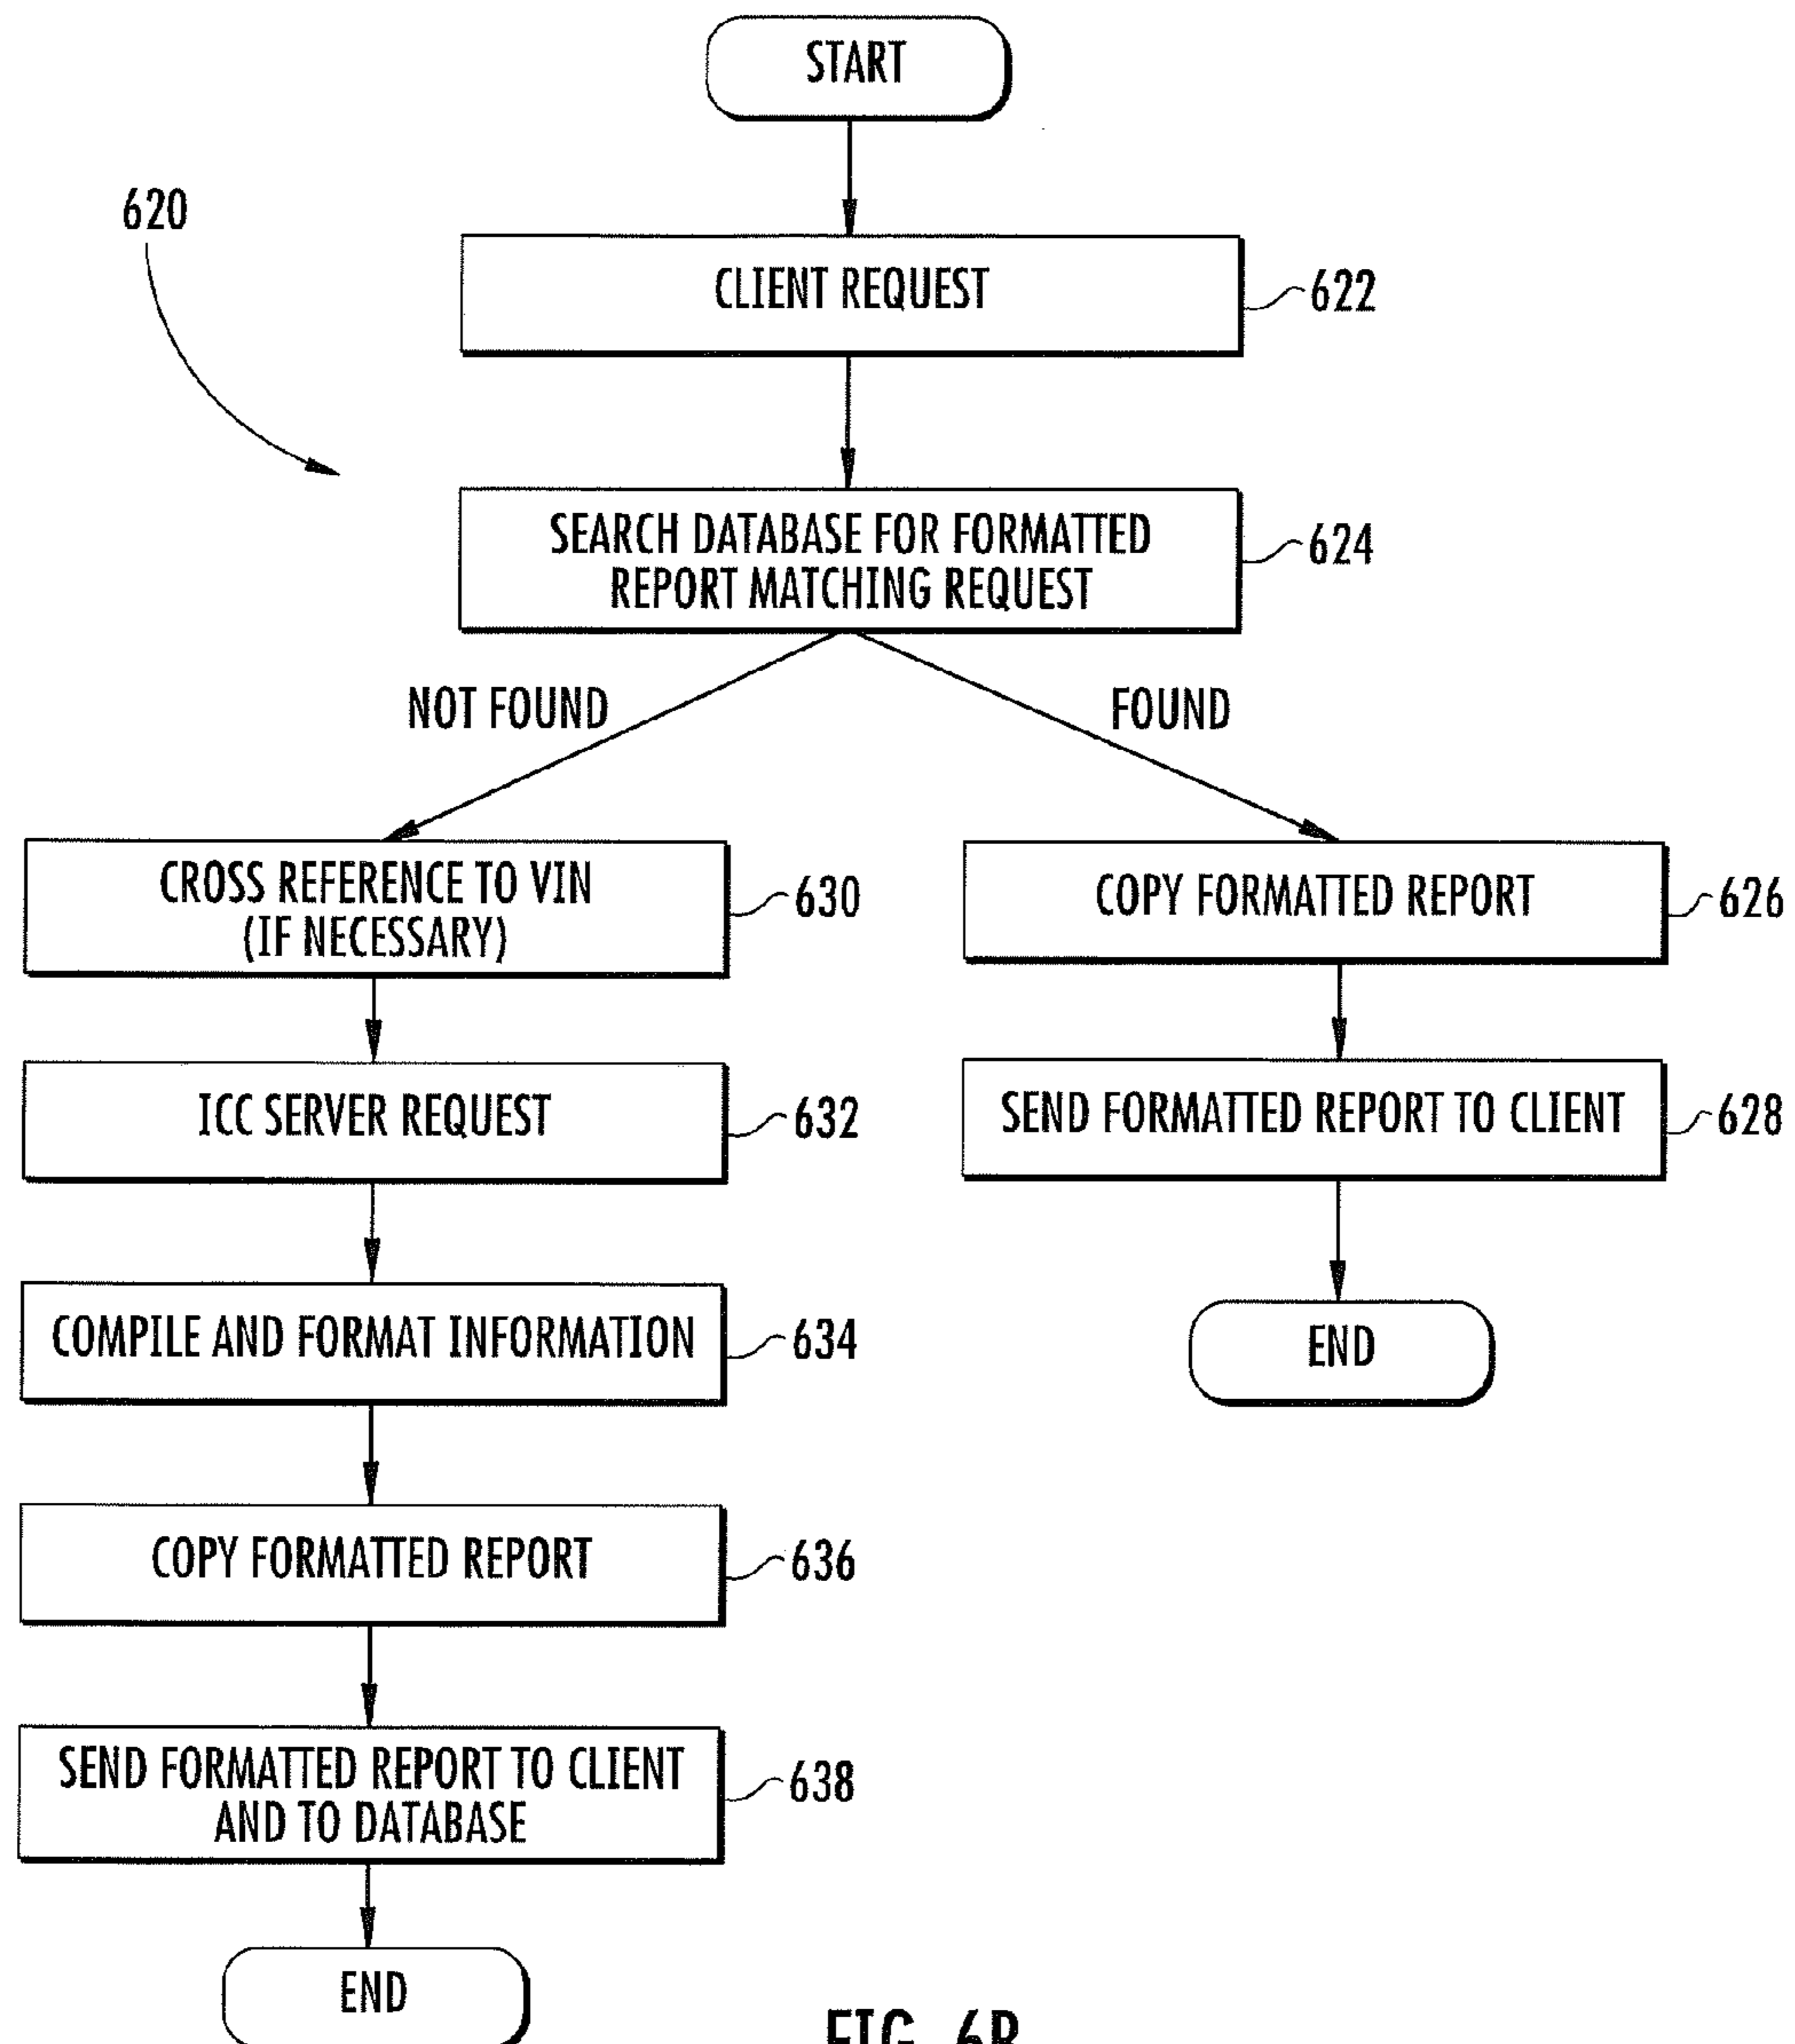 START
620
CLIENT REQUEST
622
SEARCH DATABASE FOR FORMATTED
REPORT MATCHING REQUEST
624
NOT FOUND
FOUND
CROSS REFERENCE TO VIN
(IF NECESSARY)
630
COPY FORMATTED REPORT
626
ICC SERVER REQUEST
632
SEND FORMATTED REPORT TO CLIENT
628
COMPILE AND FORMAT INFORMATION
634
END
COPY FORMATTED REPORT
636
SEND FORMATTED REPORT TO CLIENT
AND TO DATABASE
638
END
FIG. 6B